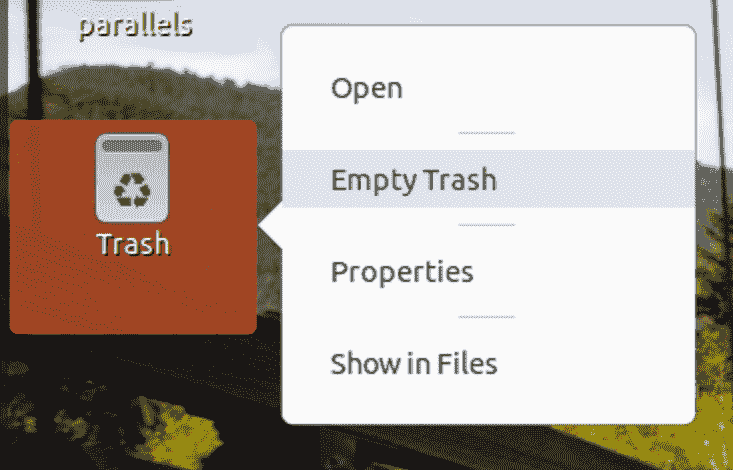 parallels
Trash
Open
Empty Trash
Properties
Show in Files